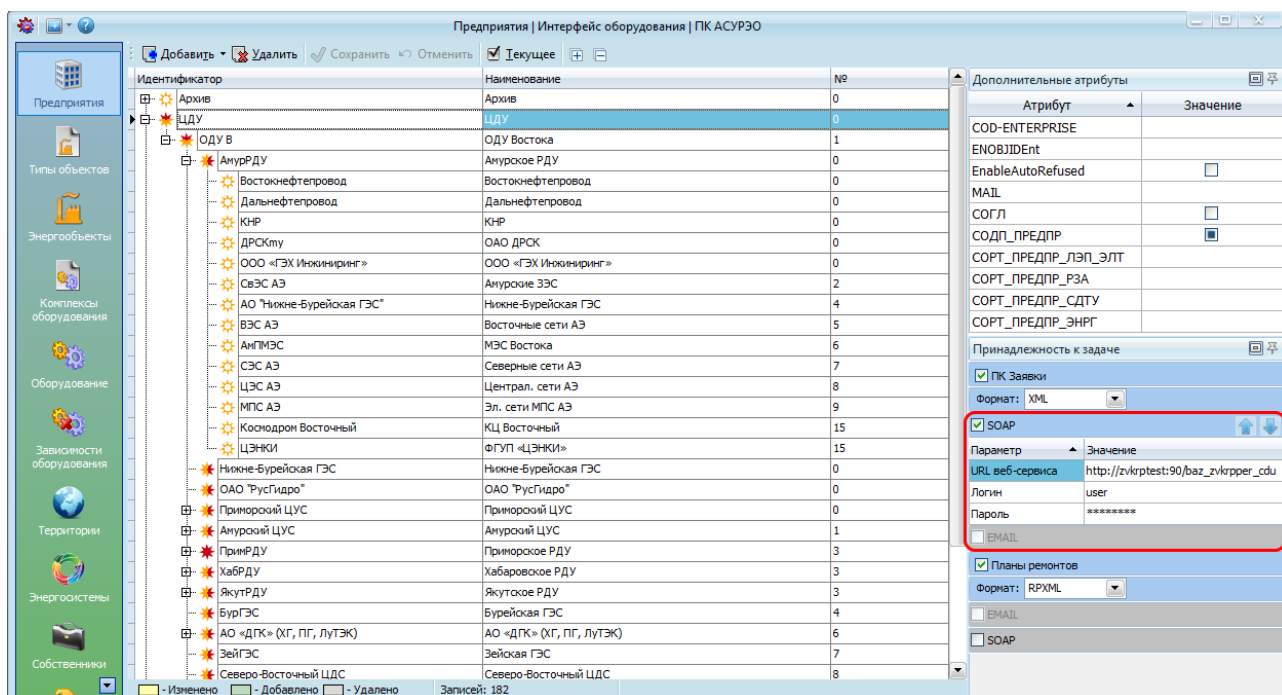 Предприятия | Интерфейс оборудования | ПК АСУРЭО
Добавить Удалить Сохранить Отменить Текущее
Предприятия
Типы объектов
Энергообъекты
Комплексы
оборудования
Оборудование
Зависимости
оборудования
Территории
Энергосистемы
Собственники
Идентификатор Наименование №
Архив Архив 0
ЦДУ ЦДУ 0
ОДУ В ОДУ Востока 1
АмурРДУ Амурское РДУ 0
Востокнефтепровод Востокнефтепровод 0
Дальнефтепровод Дальнефтепровод 0
КНР КНР 0
ДРСКmy ОАО ДРСК 0
ООО «ГЭХ Инжиниринг» ООО «ГЭХ Инжиниринг» 0
СвЭС АЭ Амурские ЗЭС 2
АО "Нижне-Бурейская ГЭС" Нижне-Бурейская ГЭС 4
ВЭС АЭ Восточные сети АЭ 5
АмПМЭС МЭС Востока 6
СЭС АЭ Северные сети АЭ 7
ЦЭС АЭ Централ. сети АЭ 8
МПС АЭ Эл. сети МПС АЭ 9
Космодром Восточный КЦ Восточный 15
ЦЭНКИ ФГУП «ЦЭНКИ» 15
Нижне-Бурейская ГЭС Нижне-Бурейская ГЭС 0
ОАО "РусГидро" ОАО "РусГидро" 0
Приморский ЦУС Приморский ЦУС 0
Амурский ЦУС Амурский ЦУС 1
ПримРДУ Приморское РДУ 3
ХабРДУ Хабаровское РДУ 3
ЯкутРДУ Якутское РДУ 3
БурГЭС Бурейская ГЭС 4
АО «ДГК» (ХГ, ПГ, ЛуТЭК) АО «ДГК» (ХГ, ПГ, ЛуТЭК) 6
ЗейГЭС Зейская ГЭС 7
Северо-Восточный ЦДС Северо-Восточный ЦДС 8
- Изменено - Добавлено - Удалено Записей: 182
Дополнительные атрибуты
Атрибут Значение
COD-ENTERPRISE
ENOBJIDEnt
EnableAutoRefused
MAIL
СОГЛ
СОДП_ПРЕДПР
СОРТ_ПРЕДПР_ЛЭП_ЭЛТ
СОРТ_ПРЕДПР_РЗА
СОРТ_ПРЕДПР_СДТУ
СОРТ_ПРЕДПР_ЭНРГ
Принадлежность к задаче
ПК Заявки
Формат: XML
SOAP
Параметр Значение
URL веб-сервиса http://zvkrptest:90/baz_zvkrpper_cdu
Логин user
Пароль ********
EMAIL
Планы ремонтов
Формат: RPXML
EMAIL
SOAP